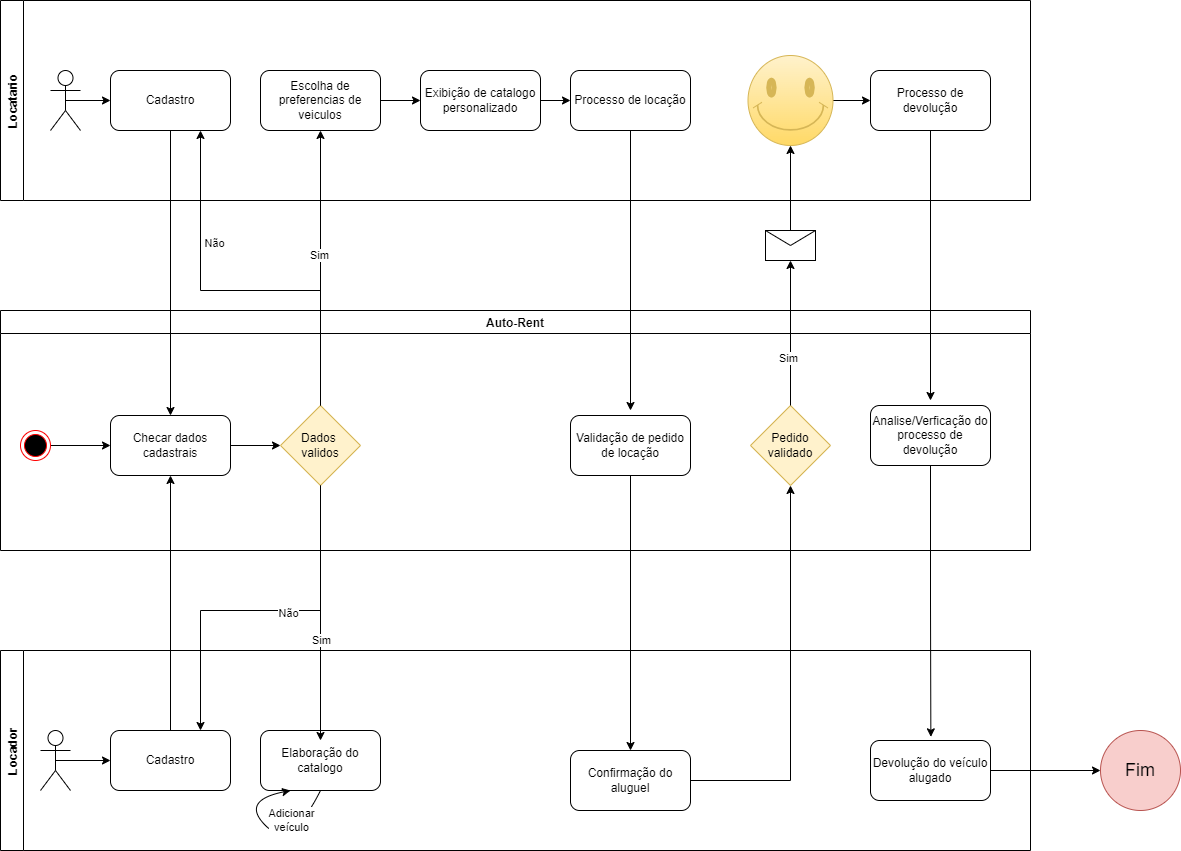 Locatario
Cadastro
Escolha de
preferencias de
veiculos
Exibição de catalogo
personalizado
Processo de locação
Processo de
devolução
Não
Sim
Auto-Rent
Sim
Checar dados
cadastrais
Dados
validos
Validação de pedido
de locação
Pedido
validado
Analise/Verficação do
processo de
devolução
Não
Sim
Locador
Cadastro
Elaboração do
catalogo
Adicionar
veículo
Confirmação do
aluguel
Devolução do veículo
alugado
Fim